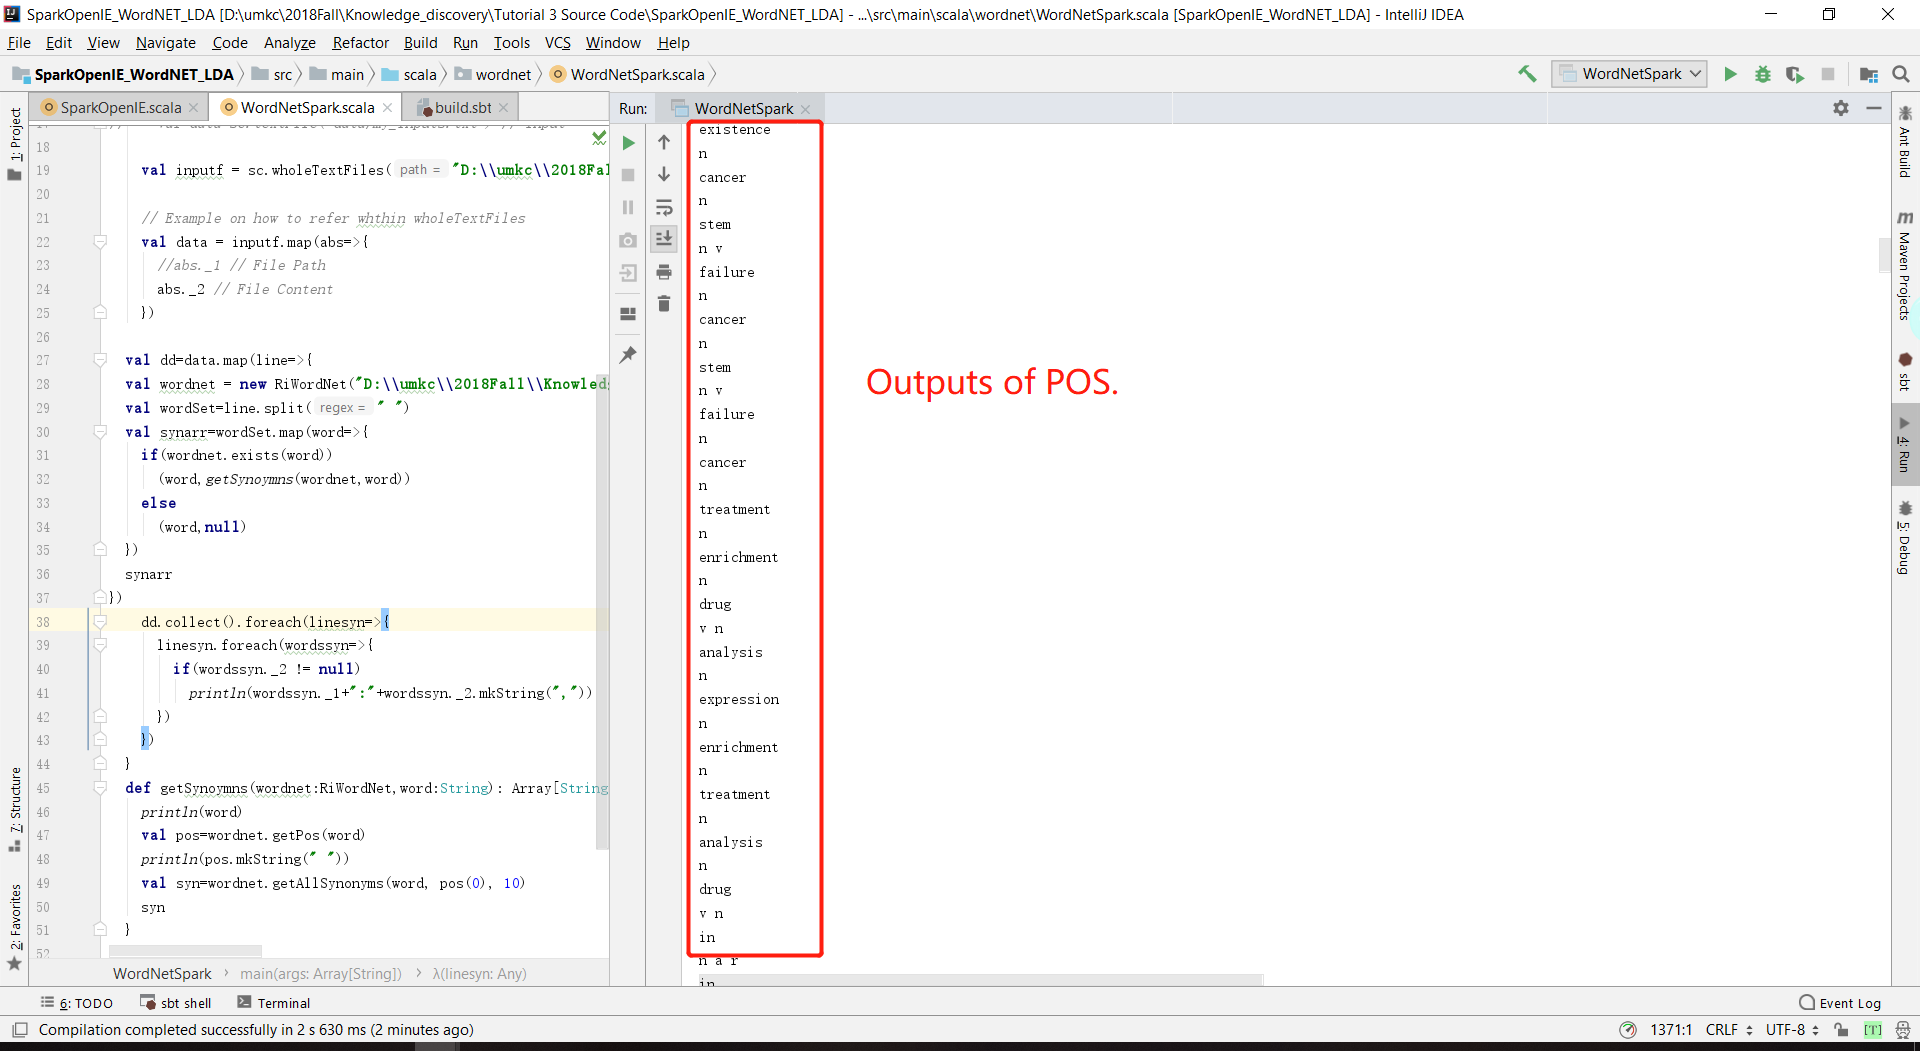 SparkOpenIE_WordNET_LDA [D:\umkc\2018Fall\Knowledge_discovery\Tutorial 3 Source Code\SparkOpenIE_WordNET_LDA] - ...\src\main\scala\wordnet\WordNetSpark.scala [SparkOpenIE_WordNET_LDA] - IntelliJ IDEA
File Edit View Navigate Code Analyze Refactor Build Run Tools VCS Window Help
SparkOpenIE_WordNET_LDA src main scala wordnet WordNetSpark.scala
WordNetSpark
SparkOpenIE.scala WordNetSpark.scala build.sbt
18
19 val inputf = sc.wholeTextFiles( path = "D:\\umkc\\2018Fal
20
21 // Example on how to refer whthin wholeTextFiles
22 val data = inputf.map(abs=>{
23 //abs._1 // File Path
24 abs._2 // File Content
25 })
26
27 val dd=data.map(line=>{
28 val wordnet = new RiWordNet("D:\\umkc\\2018Fall\\Knowled
29 val wordSet=line.split( regex = " ")
30 val synarr=wordSet.map(word=>{
31 if(wordnet.exists(word))
32 (word,getSynoymns(wordnet,word))
33 else
34 (word,null)
35 })
36 synarr
37 })
38 dd.collect().foreach(linesyn=>{
39 linesyn.foreach(wordssyn=>{
40 if(wordssyn._2 != null)
41 println(wordssyn._1+":"+wordssyn._2.mkString(","))
42 })
43 })
44 }
45 def getSynoymns(wordnet:RiWordNet,word:String): Array[String
46 println(word)
47 val pos=wordnet.getPos(word)
48 println(pos.mkString(" "))
49 val syn=wordnet.getAllSynonyms(word, pos(0), 10)
50 syn
51 }
52
WordNetSpark main(args: Array[String]) λ(linesyn: Any)
Run: WordNetSpark
existence
n
cancer
n
stem
n v
failure
n
cancer
n
stem
n v
failure
n
cancer
n
treatment
n
enrichment
n
drug
v n
analysis
n
expression
n
enrichment
n
treatment
n
analysis
n
drug
v n
in
n a r
in
Outputs of POS.
1: Project
7: Structure
2: Favorites
Ant Build
Maven Projects
sbt
4: Run
5: Debug
6: TODO sbt shell Terminal
Event Log
Compilation completed successfully in 2 s 630 ms (2 minutes ago)
1371:1 CRLF UTF-8 [T]